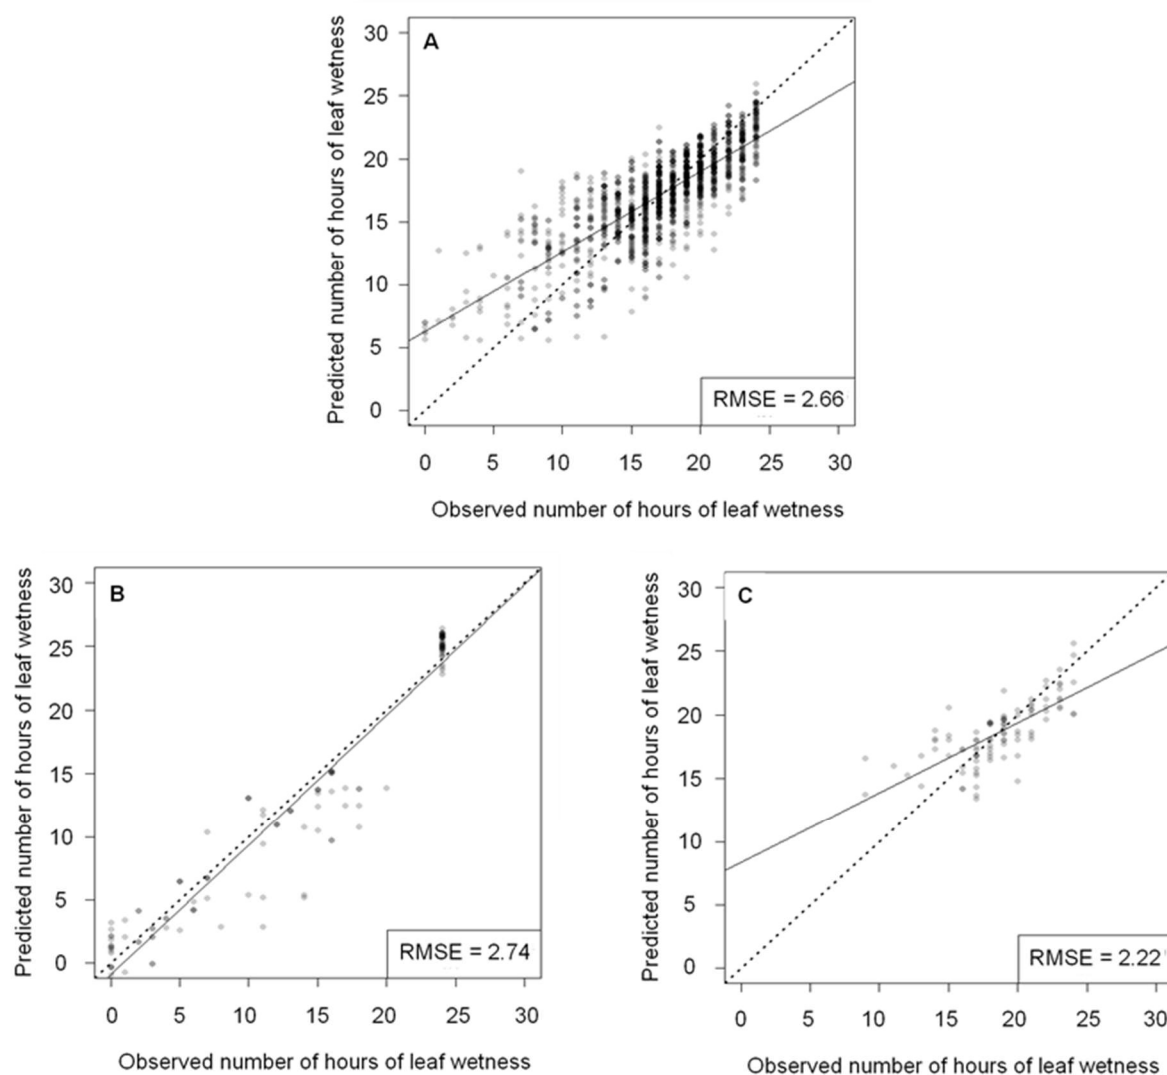 A
Predicted number of hours of leaf wetness
30
25
20
15
10
5
0
RMSE = 2.66
0 5 10 15 20 25 30
Observed number of hours of leaf wetness
B
Predicted number of hours of leaf wetness
30
25
20
15
10
5
0
RMSE = 2.74
0 5 10 15 20 25 30
Observed number of hours of leaf wetness
C
Predicted number of hours of leaf wetness
30
25
20
15
10
5
0
RMSE = 2.22
0 5 10 15 20 25 30
Observed number of hours of leaf wetness